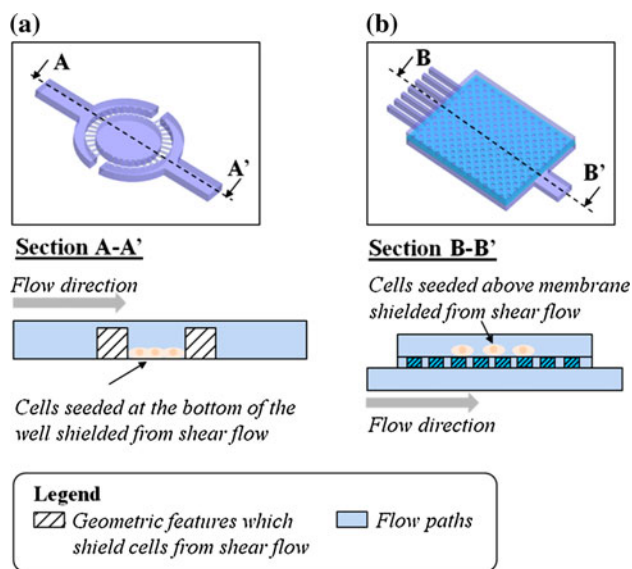 (a)
A
A'
Section A-A'
Flow direction
Cells seeded at the bottom of the
well shielded from shear flow
(b)
B
B'
Section B-B'
Cells seeded above membrane
shielded from shear flow
Flow direction
Legend
Geometric features which
shield cells from shear flow
Flow paths